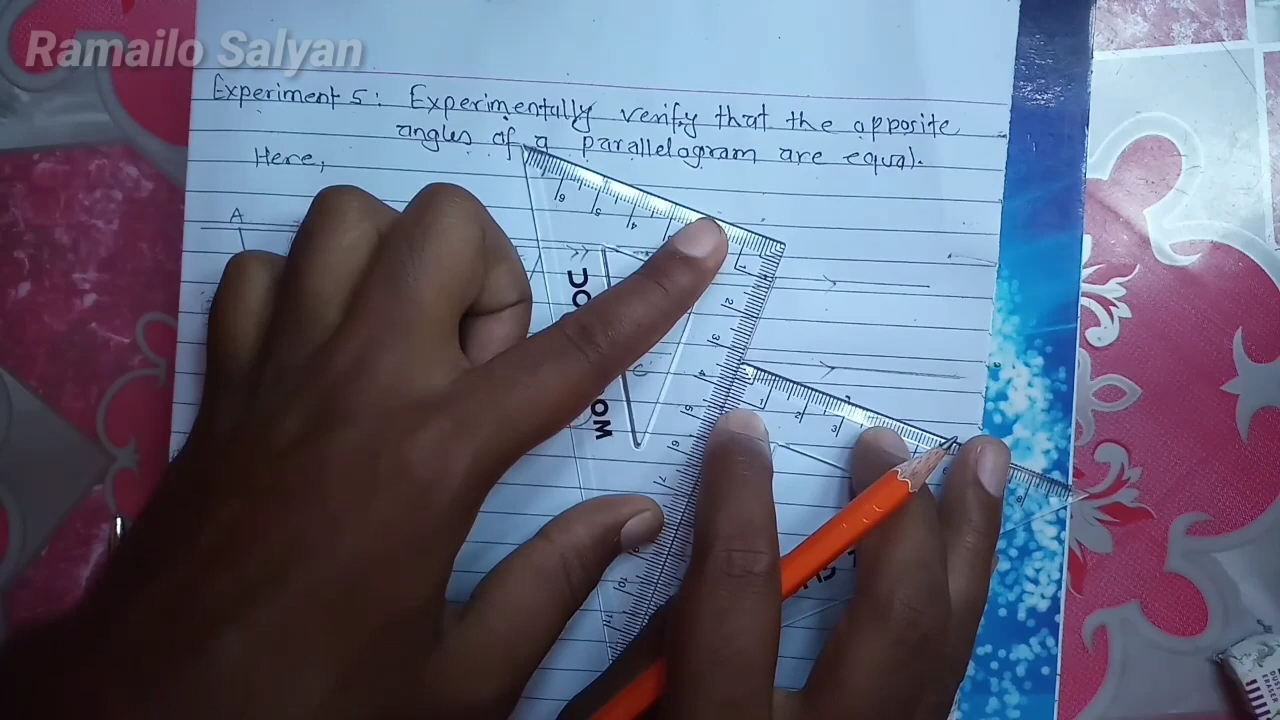 Ramailo Salyan
Experiment 5: Experimentally verify that the opposite
angles of a parallelogram are equal.
Here,
A